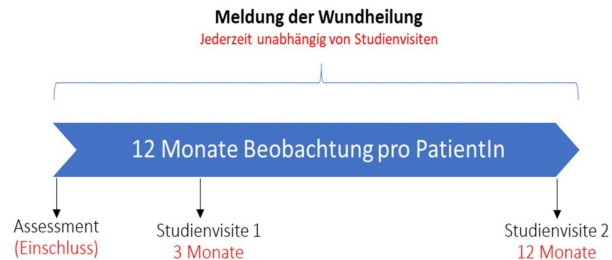 Meldung der Wundheilung
Jederzeit unabhängig von Studienvisiten
12 Monate Beobachtung pro PatientIn
Assessment
(Einschluss)
Studienvisite 1
3 Monate
Studienvisite 2
12 Monate